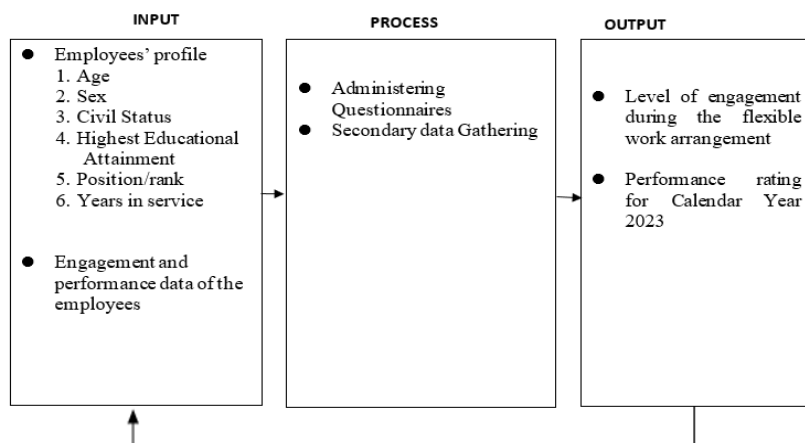 INPUT
Employees' profile
1. Age
2. Sex
3. Civil Status
4. Highest Educational
Attainment
5. Position/rank
6. Years in service
Engagement and
performance data of the
employees
PROCESS
Administering
Questionnaires
Secondary data Gathering
OUTPUT
Level of engagement
during the flexible
work arrangement
Performance rating
for Calendar Year
2023